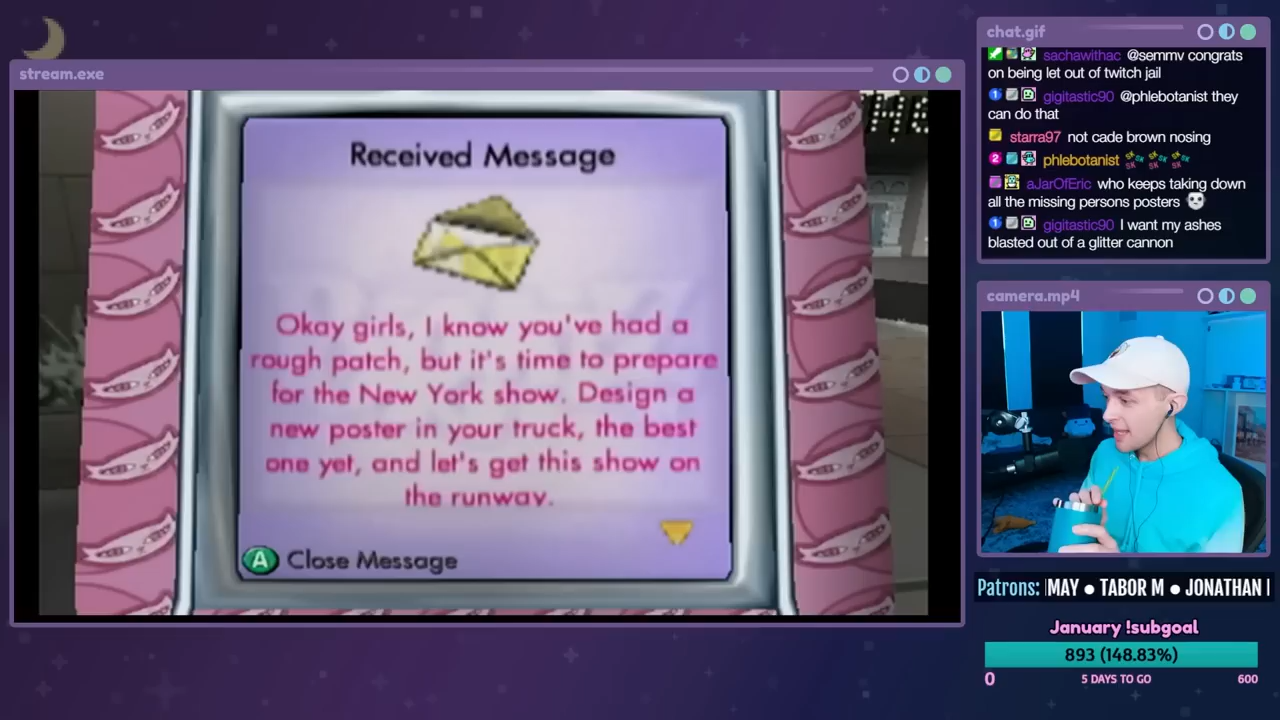 stream.exe
Received Message
Okay girls, I know you've had a
rough patch, but it's time to prepare
for the New York show. Design a
new poster in your truck, the best
one yet, and let's get this show on
the runway.
A Close Message
chat.gif
sachawithac @semmv congrats
on being let out of twitch jail
1 gigitastic90 @phlebotanist they
can do that
starra97 not cade brown nosing
2 phlebotanist
aJarOfEric who keeps taking down
all the missing persons posters
1 gigitastic90 I want my ashes
blasted out of a glitter cannon
camera.mp4
Patrons: MAY ● TABOR M ● JONATHAN
January !subgoal
893 (148.83%)
0 5 DAYS TO GO 600